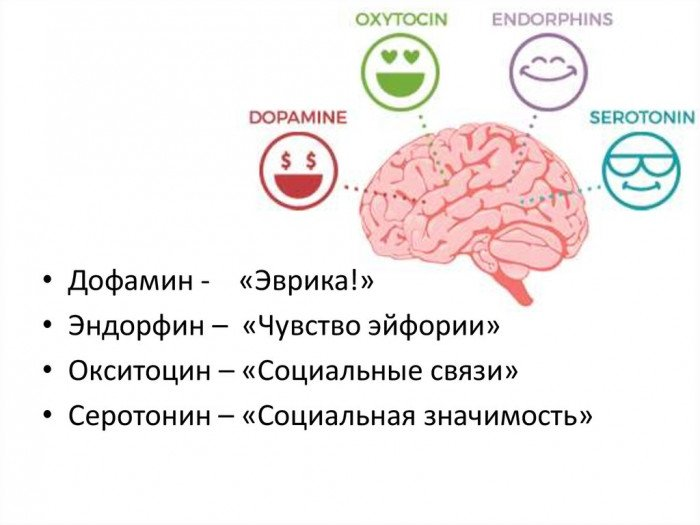 OXYTOCIN
ENDORPHINS
DOPAMINE
SEROTONIN
$ $
• Дофамин - «Эврика!»
• Эндорфин – «Чувство эйфории»
• Окситоцин – «Социальные связи»
• Серотонин – «Социальная значимость»